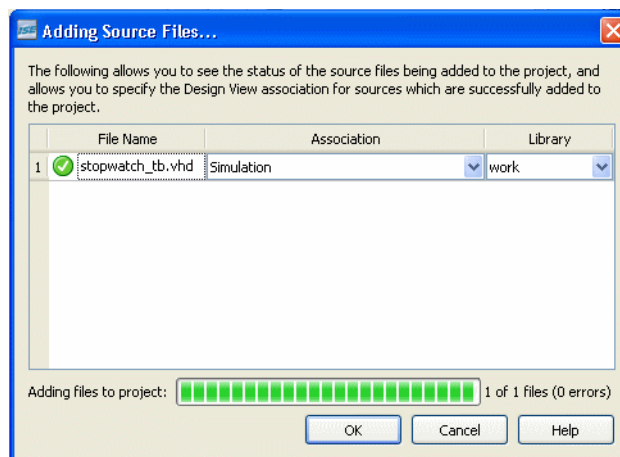 ISE Adding Source Files...
The following allows you to see the status of the source files being added to the project, and
allows you to specify the Design View association for sources which are successfully added to
the project.
File Name Association Library
1 stopwatch_tb.vhd Simulation work
Adding files to project: 1 of 1 files (0 errors)
OK Cancel Help